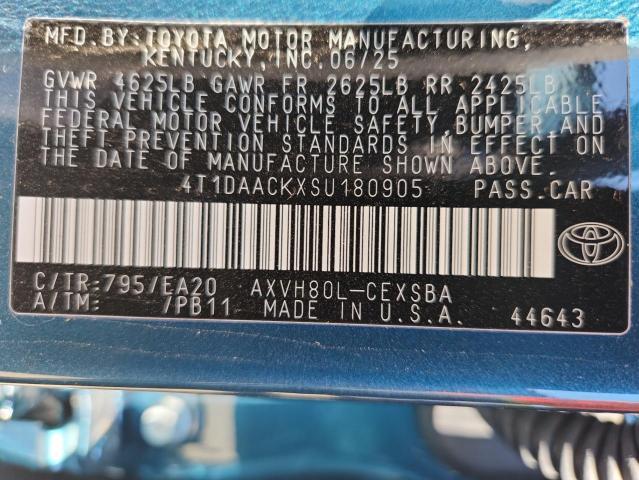 MFD.BY:TOYOTA MOTOR MANUFACTURING,
KENTUCKY,INC.06/25
GVWR 4625LB GAWR FR 2625LB RR 2425LB
THIS VEHICLE CONFORMS TO ALL APPLICABLE
FEDERAL MOTOR VEHICLE SAFETY,BUMPER,AND
THEFT PREVENTION STANDARDS IN EFFECT ON
THE DATE OF MANUFACTURE SHOWN ABOVE.
4T1DAACKXSU180905 PASS.CAR
C/TR:795/EA20 AXVH80L-CEXSBA
A/TM: /PB11 MADE IN U.S.A. 44643